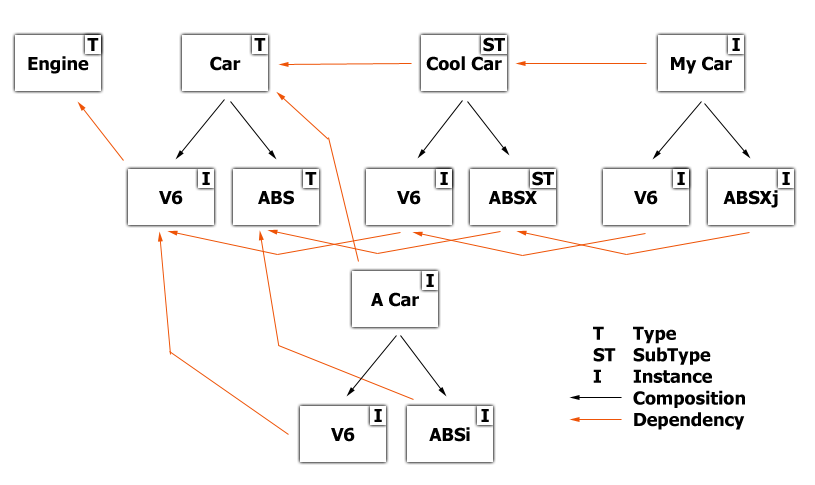 T
Engine
T
Car
ST
Cool Car
I
My Car
I
V6
T
ABS
I
V6
ST
ABSX
I
V6
I
ABSXj
I
A Car
I
V6
I
ABSi
T Type
ST SubType
I Instance
Composition
Dependency